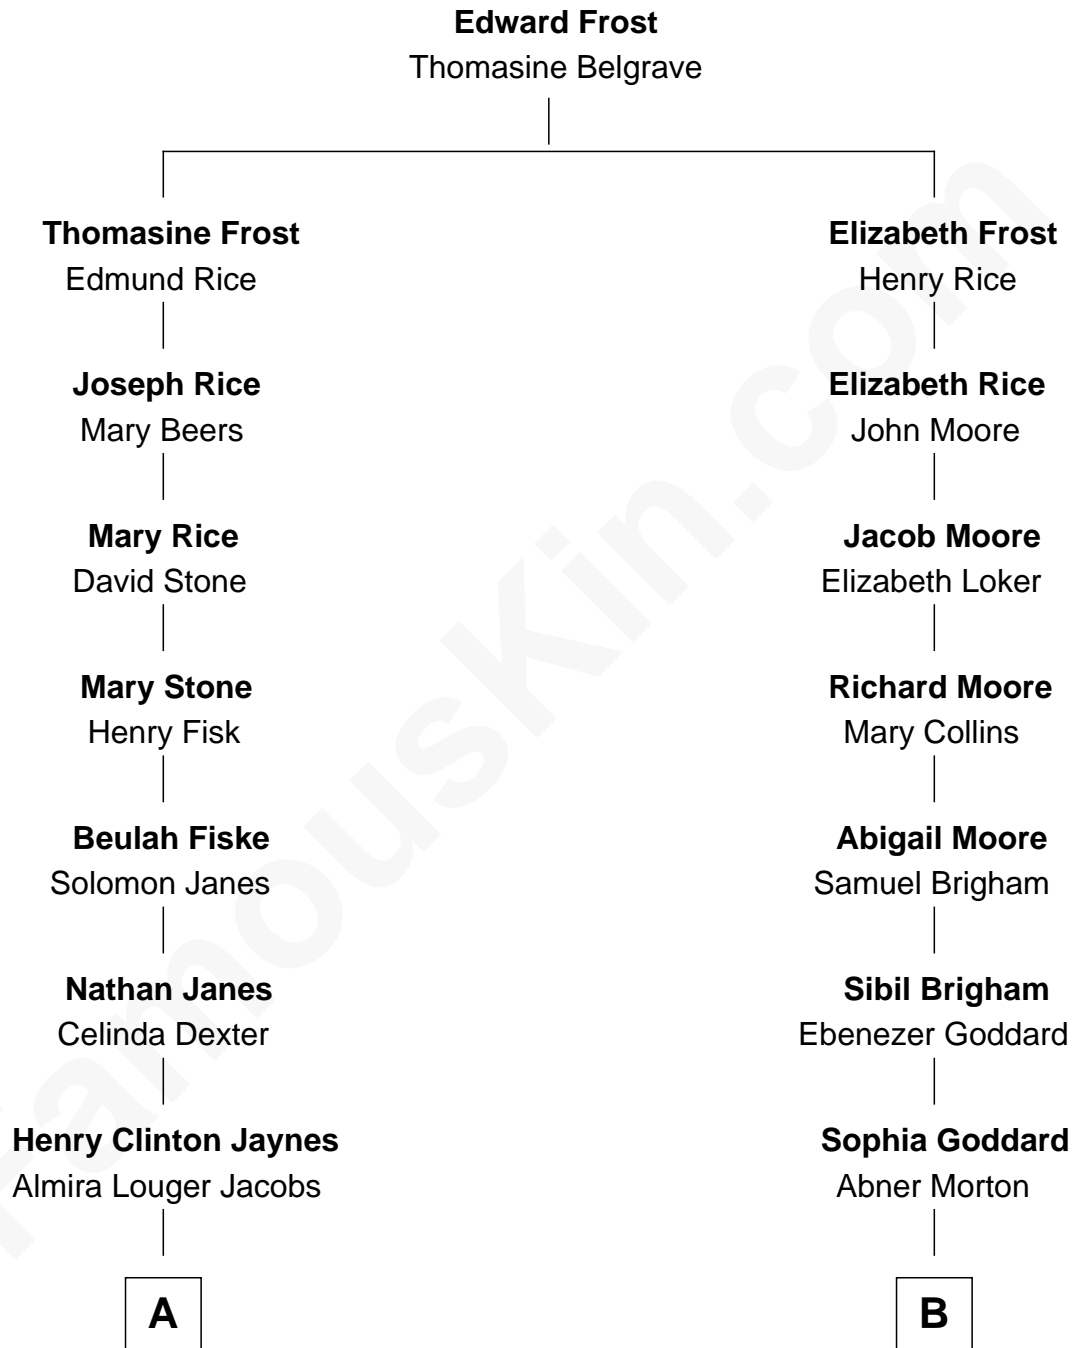 Edward Frost
Thomasine Belgrave
Thomasine Frost
Edmund Rice
Elizabeth Frost
Henry Rice
Joseph Rice
Mary Beers
Elizabeth Rice
John Moore
Mary Rice
David Stone
Jacob Moore
Elizabeth Loker
Mary Stone
Henry Fisk
Richard Moore
Mary Collins
Beulah Fiske
Solomon Janes
Abigail Moore
Samuel Brigham
Nathan Janes
Celinda Dexter
Sibil Brigham
Ebenezer Goddard
Henry Clinton Jaynes
Almira Louger Jacobs
Sophia Goddard
Abner Morton
A
B
FamousKin.com